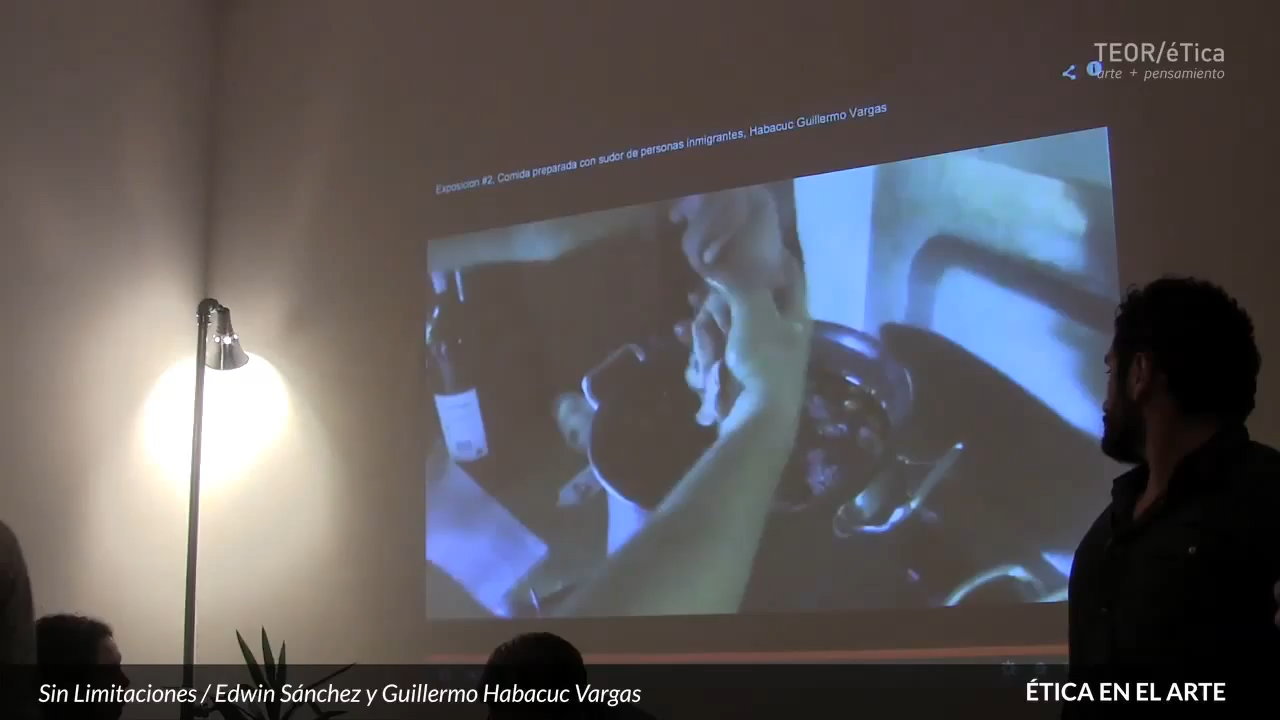 TEOR/éTica
arte + pensamiento
Exposicion #2, Comida preparada con sudor de personas inmigrantes, Habacuc Guillermo Vargas
Sin Limitaciones / Edwin Sánchez y Guillermo Habacuc Vargas
ÉTICA EN EL ARTE